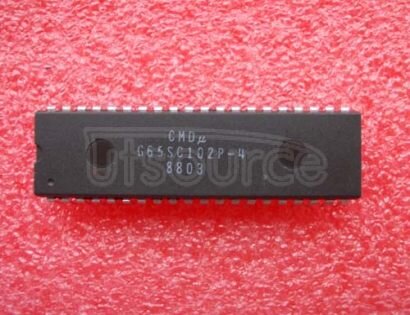 CMDµ
G65SC102P-4
8803
utsource